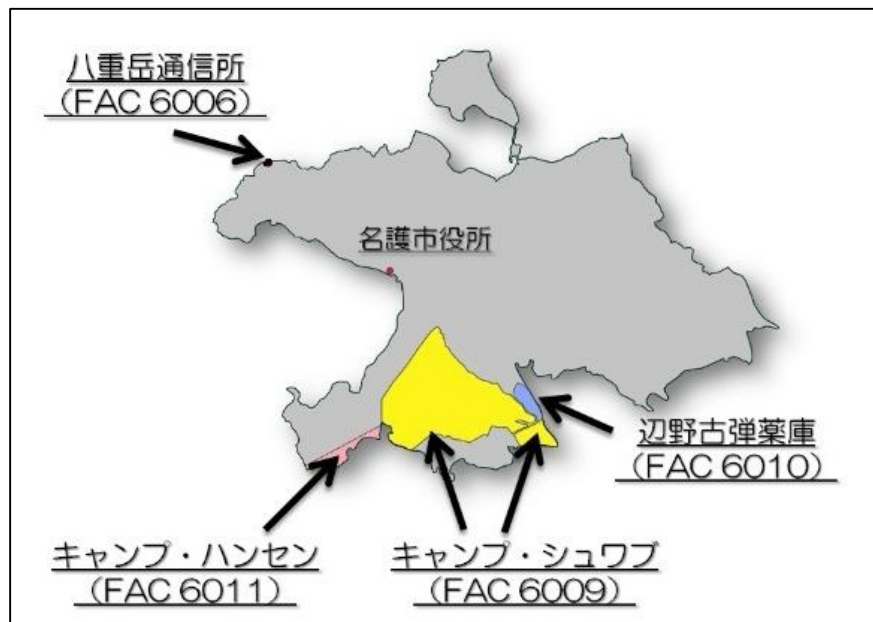 八重岳通信所
（FAC 6006）
名護市役所
辺野古弾薬庫
（FAC 6010）
キャンプ・ハンセン
（FAC 6011）
キャンプ・シュワブ
（FAC 6009）